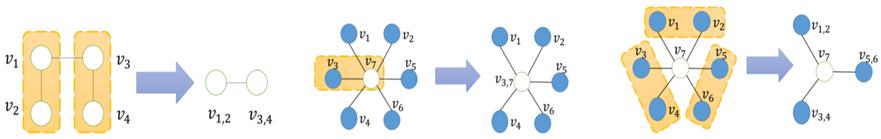 v₁ v₃
v₂ v₄
v₁,₂ v₃,₄
v₁ v₂
v₃ v₇ v₅
v₄ v₆
v₁ v₂
v₃,₇ v₅
v₄ v₆
v₁ v₂
v₃ v₇ v₅
v₄ v₆
v₁,₂
v₇ v₅,₆
v₃,₄